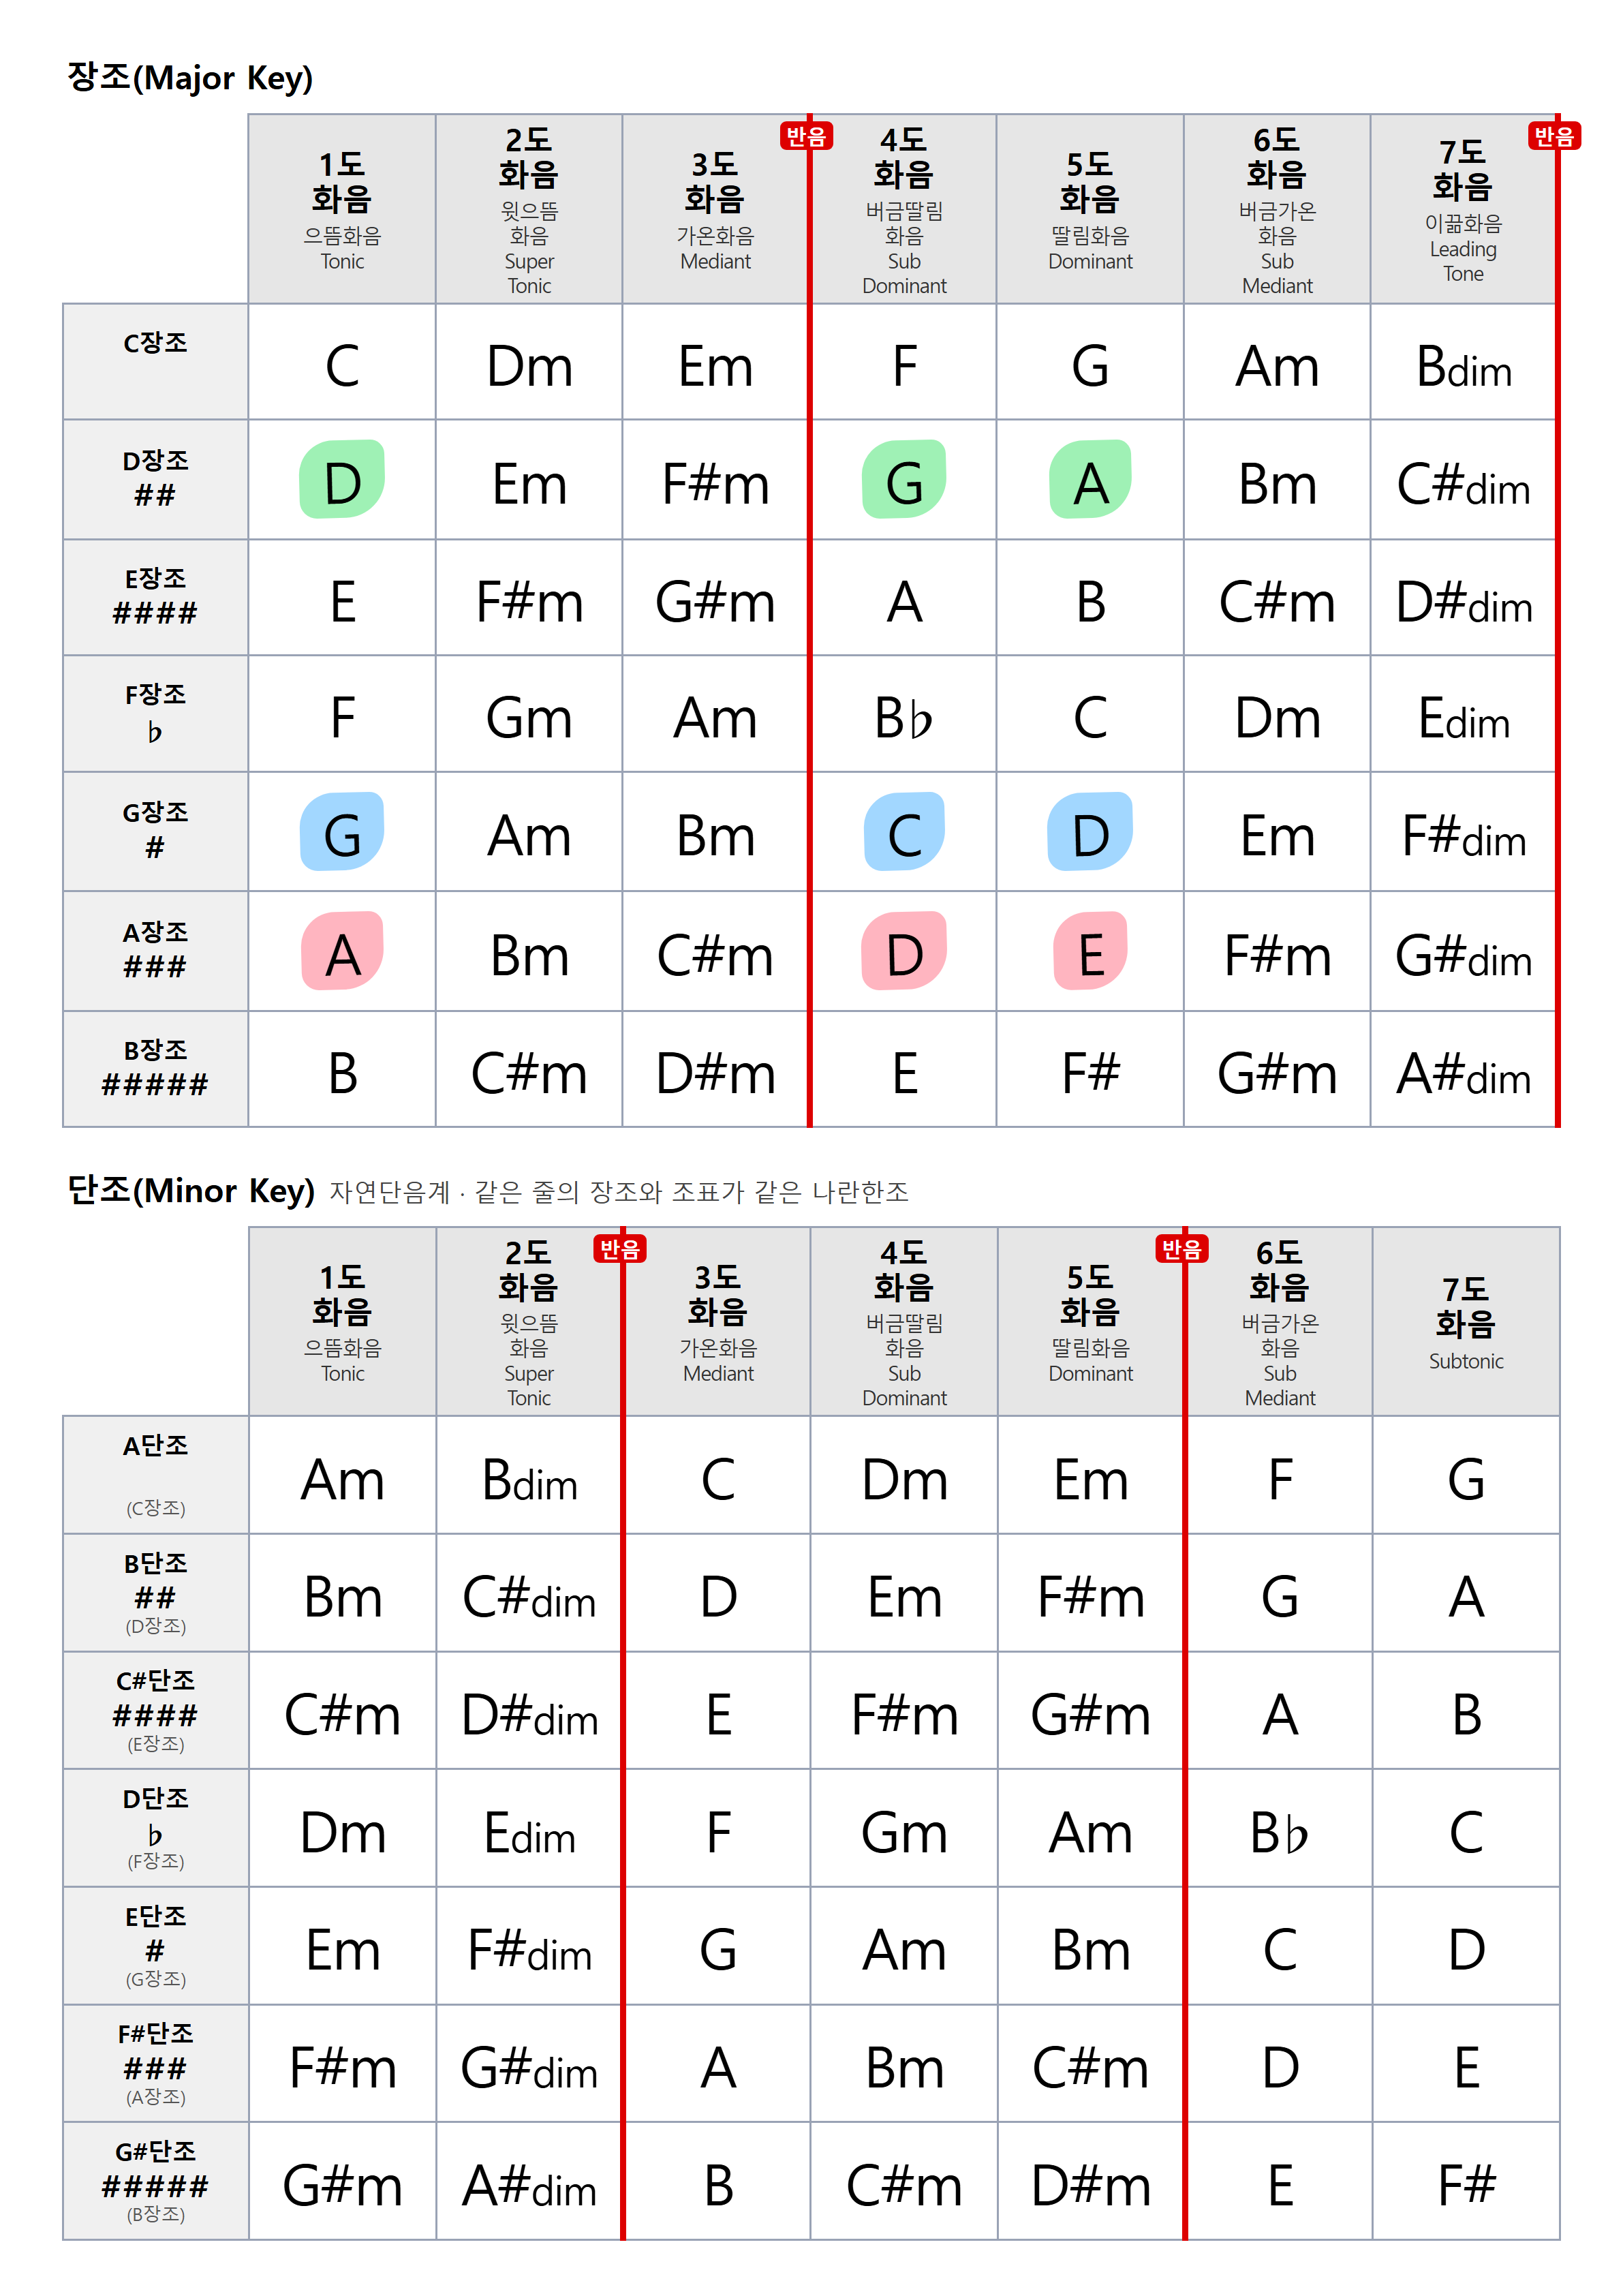 장조(Major Key)
1도
화음
으뜸화음
Tonic
2도
화음
윗으뜸
화음
Super
Tonic
3도
화음
가온화음
Mediant
반음
4도
화음
버금딸림
화음
Sub
Dominant
5도
화음
딸림화음
Dominant
6도
화음
버금가온
화음
Sub
Mediant
7도
화음
이끎화음
Leading
Tone
반음
C장조
C Dm Em F G Am Bdim
D장조
##
D Em F#m G A Bm C#dim
E장조
####
E F#m G#m A B C#m D#dim
F장조
♭
F Gm Am B♭ C Dm Edim
G장조
#
G Am Bm C D Em F#dim
A장조
###
A Bm C#m D E F#m G#dim
B장조
#####
B C#m D#m E F# G#m A#dim
단조(Minor Key) 자연단음계 · 같은 줄의 장조와 조표가 같은 나란한조
1도
화음
으뜸화음
Tonic
2도
화음
윗으뜸
화음
Super
Tonic
반음
3도
화음
가온화음
Mediant
4도
화음
버금딸림
화음
Sub
Dominant
5도
화음
딸림화음
Dominant
반음
6도
화음
버금가온
화음
Sub
Mediant
7도
화음
Subtonic
A단조
(C장조)
Am Bdim C Dm Em F G
B단조
##
(D장조)
Bm C#dim D Em F#m G A
C#단조
####
(E장조)
C#m D#dim E F#m G#m A B
D단조
♭
(F장조)
Dm Edim F Gm Am B♭ C
E단조
#
(G장조)
Em F#dim G Am Bm C D
F#단조
###
(A장조)
F#m G#dim A Bm C#m D E
G#단조
#####
(B장조)
G#m A#dim B C#m D#m E F#